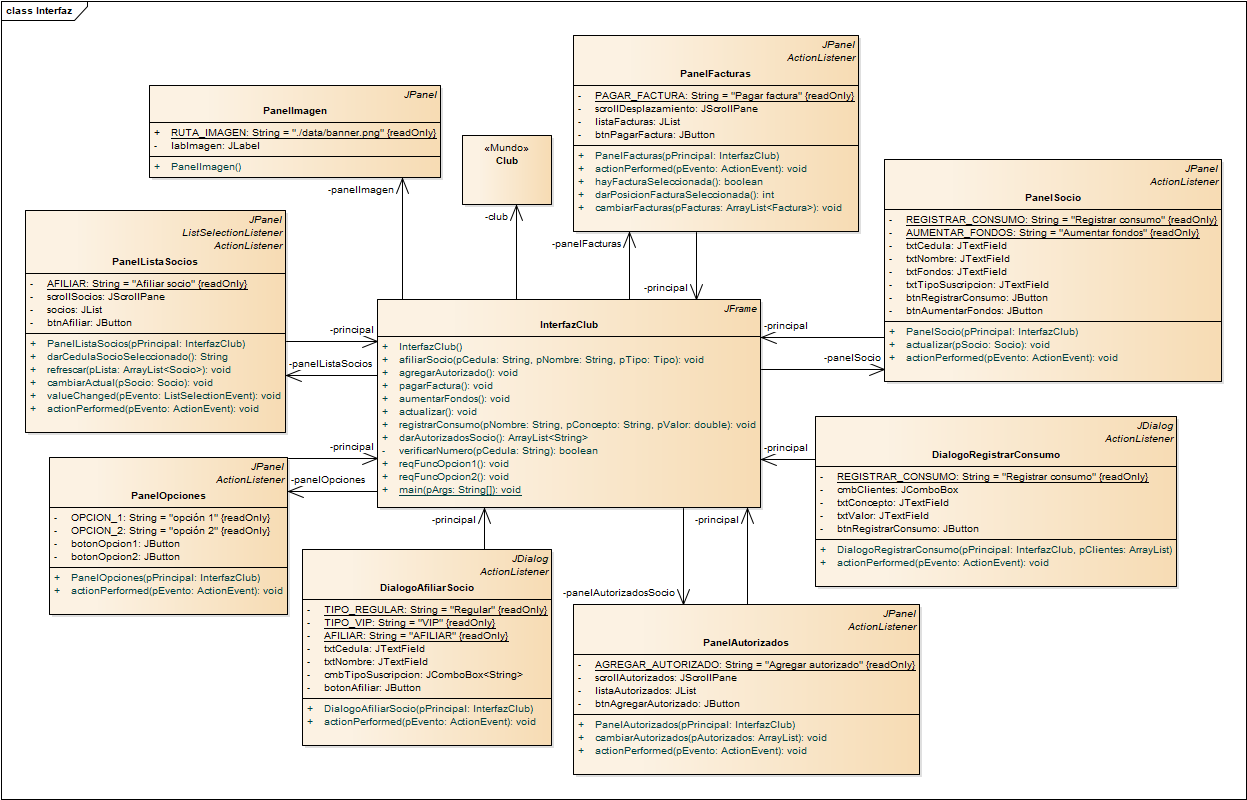 class Interfaz
JPanel
ActionListener
PanelFacturas
- PAGAR_FACTURA: String = "Pagar factura" {readOnly}
- scrollDesplazamiento: JScrollPane
- listaFacturas: JList
- btnPagarFactura: JButton
+ PanelFacturas(pPrincipal: InterfazClub)
+ actionPerformed(pEvento: ActionEvent): void
+ hayFacturaSeleccionada(): boolean
+ darPosicionFacturaSeleccionada(): int
+ cambiarFacturas(pFacturas: ArrayList<Factura>): void
JPanel
PanelImagen
+ RUTA_IMAGEN: String = "./data/banner.png" {readOnly}
- labImagen: JLabel
+ PanelImagen()
«Mundo»
Club
JPanel
ActionListener
PanelSocio
- REGISTRAR_CONSUMO: String = "Registrar consumo" {readOnly}
- AUMENTAR_FONDOS: String = "Aumentar fondos" {readOnly}
- txtCedula: JTextField
- txtNombre: JTextField
- txtFondos: JTextField
- txtTipoSuscripcion: JTextField
- btnRegistrarConsumo: JButton
- btnAumentarFondos: JButton
+ PanelSocio(pPrincipal: InterfazClub)
+ actualizar(pSocio: Socio): void
+ actionPerformed(pEvento: ActionEvent): void
-panelImagen
-club
-panelFacturas
-principal
JPanel
ListSelectionListener
ActionListener
PanelListaSocios
- AFILIAR: String = "Afiliar socio" {readOnly}
- scrollSocios: JScrollPane
- socios: JList
- btnAfiliar: JButton
+ PanelListaSocios(pPrincipal: InterfazClub)
+ darCedulaSocioSeleccionado(): String
+ refrescar(pLista: ArrayList<Socio>): void
+ cambiarActual(pSocio: Socio): void
+ valueChanged(pEvento: ListSelectionEvent): void
+ actionPerformed(pEvento: ActionEvent): void
-principal
-panelListaSocios
JFrame
InterfazClub
+ InterfazClub()
+ afiliarSocio(pCedula: String, pNombre: String, pTipo: Tipo): void
+ agregarAutorizado(): void
+ pagarFactura(): void
+ aumentarFondos(): void
+ actualizar(): void
+ registrarConsumo(pNombre: String, pConcepto: String, pValor: double): void
+ darAutorizadosSocio(): ArrayList<String>
- verificarNumero(pCedula: String): boolean
+ reqFuncOpcion1(): void
+ reqFuncOpcion2(): void
+ main(pArgs: String[]): void
-principal
-panelSocio
-principal
-panelOpciones
-principal
JPanel
ActionListener
PanelOpciones
- OPCION_1: String = "opción 1" {readOnly}
- OPCION_2: String = "opción 2" {readOnly}
- botonOpcion1: JButton
- botonOpcion2: JButton
+ PanelOpciones(pPrincipal: InterfazClub)
+ actionPerformed(pEvento: ActionEvent): void
JDialog
ActionListener
DialogoRegistrarConsumo
- REGISTRAR_CONSUMO: String = "Registrar consumo" {readOnly}
- cmbClientes: JComboBox
- txtConcepto: JTextField
- txtValor: JTextField
- btnRegistrarConsumo: JButton
+ DialogoRegistrarConsumo(pPrincipal: InterfazClub, pClientes: ArrayList)
+ actionPerformed(pEvento: ActionEvent): void
-principal
-principal
-panelAutorizadosSocio
JDialog
ActionListener
DialogoAfiliarSocio
- TIPO_REGULAR: String = "Regular" {readOnly}
- TIPO_VIP: String = "VIP" {readOnly}
- AFILIAR: String = "AFILIAR" {readOnly}
- txtCedula: JTextField
- txtNombre: JTextField
- cmbTipoSuscripcion: JComboBox<String>
- botonAfiliar: JButton
+ DialogoAfiliarSocio(pPrincipal: InterfazClub)
+ actionPerformed(pEvento: ActionEvent): void
JPanel
ActionListener
PanelAutorizados
- AGREGAR_AUTORIZADO: String = "Agregar autorizado" {readOnly}
- scrollAutorizados: JScrollPane
- listaAutorizados: JList
- btnAgregarAutorizado: JButton
+ PanelAutorizados(pPrincipal: InterfazClub)
+ cambiarAutorizados(pAutorizados: ArrayList): void
+ actionPerformed(pEvento: ActionEvent): void